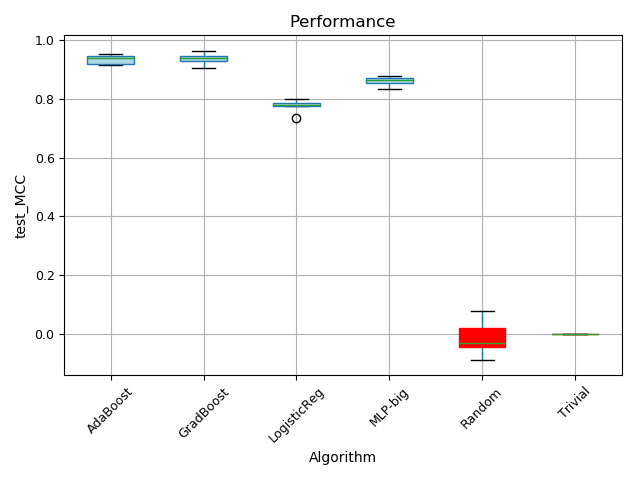 Performance
1.0
0.8
0.6
0.4
0.2
0.0
test_MCC
AdaBoost
GradBoost
LogisticReg
MLP-big
Random
Trivial
Algorithm